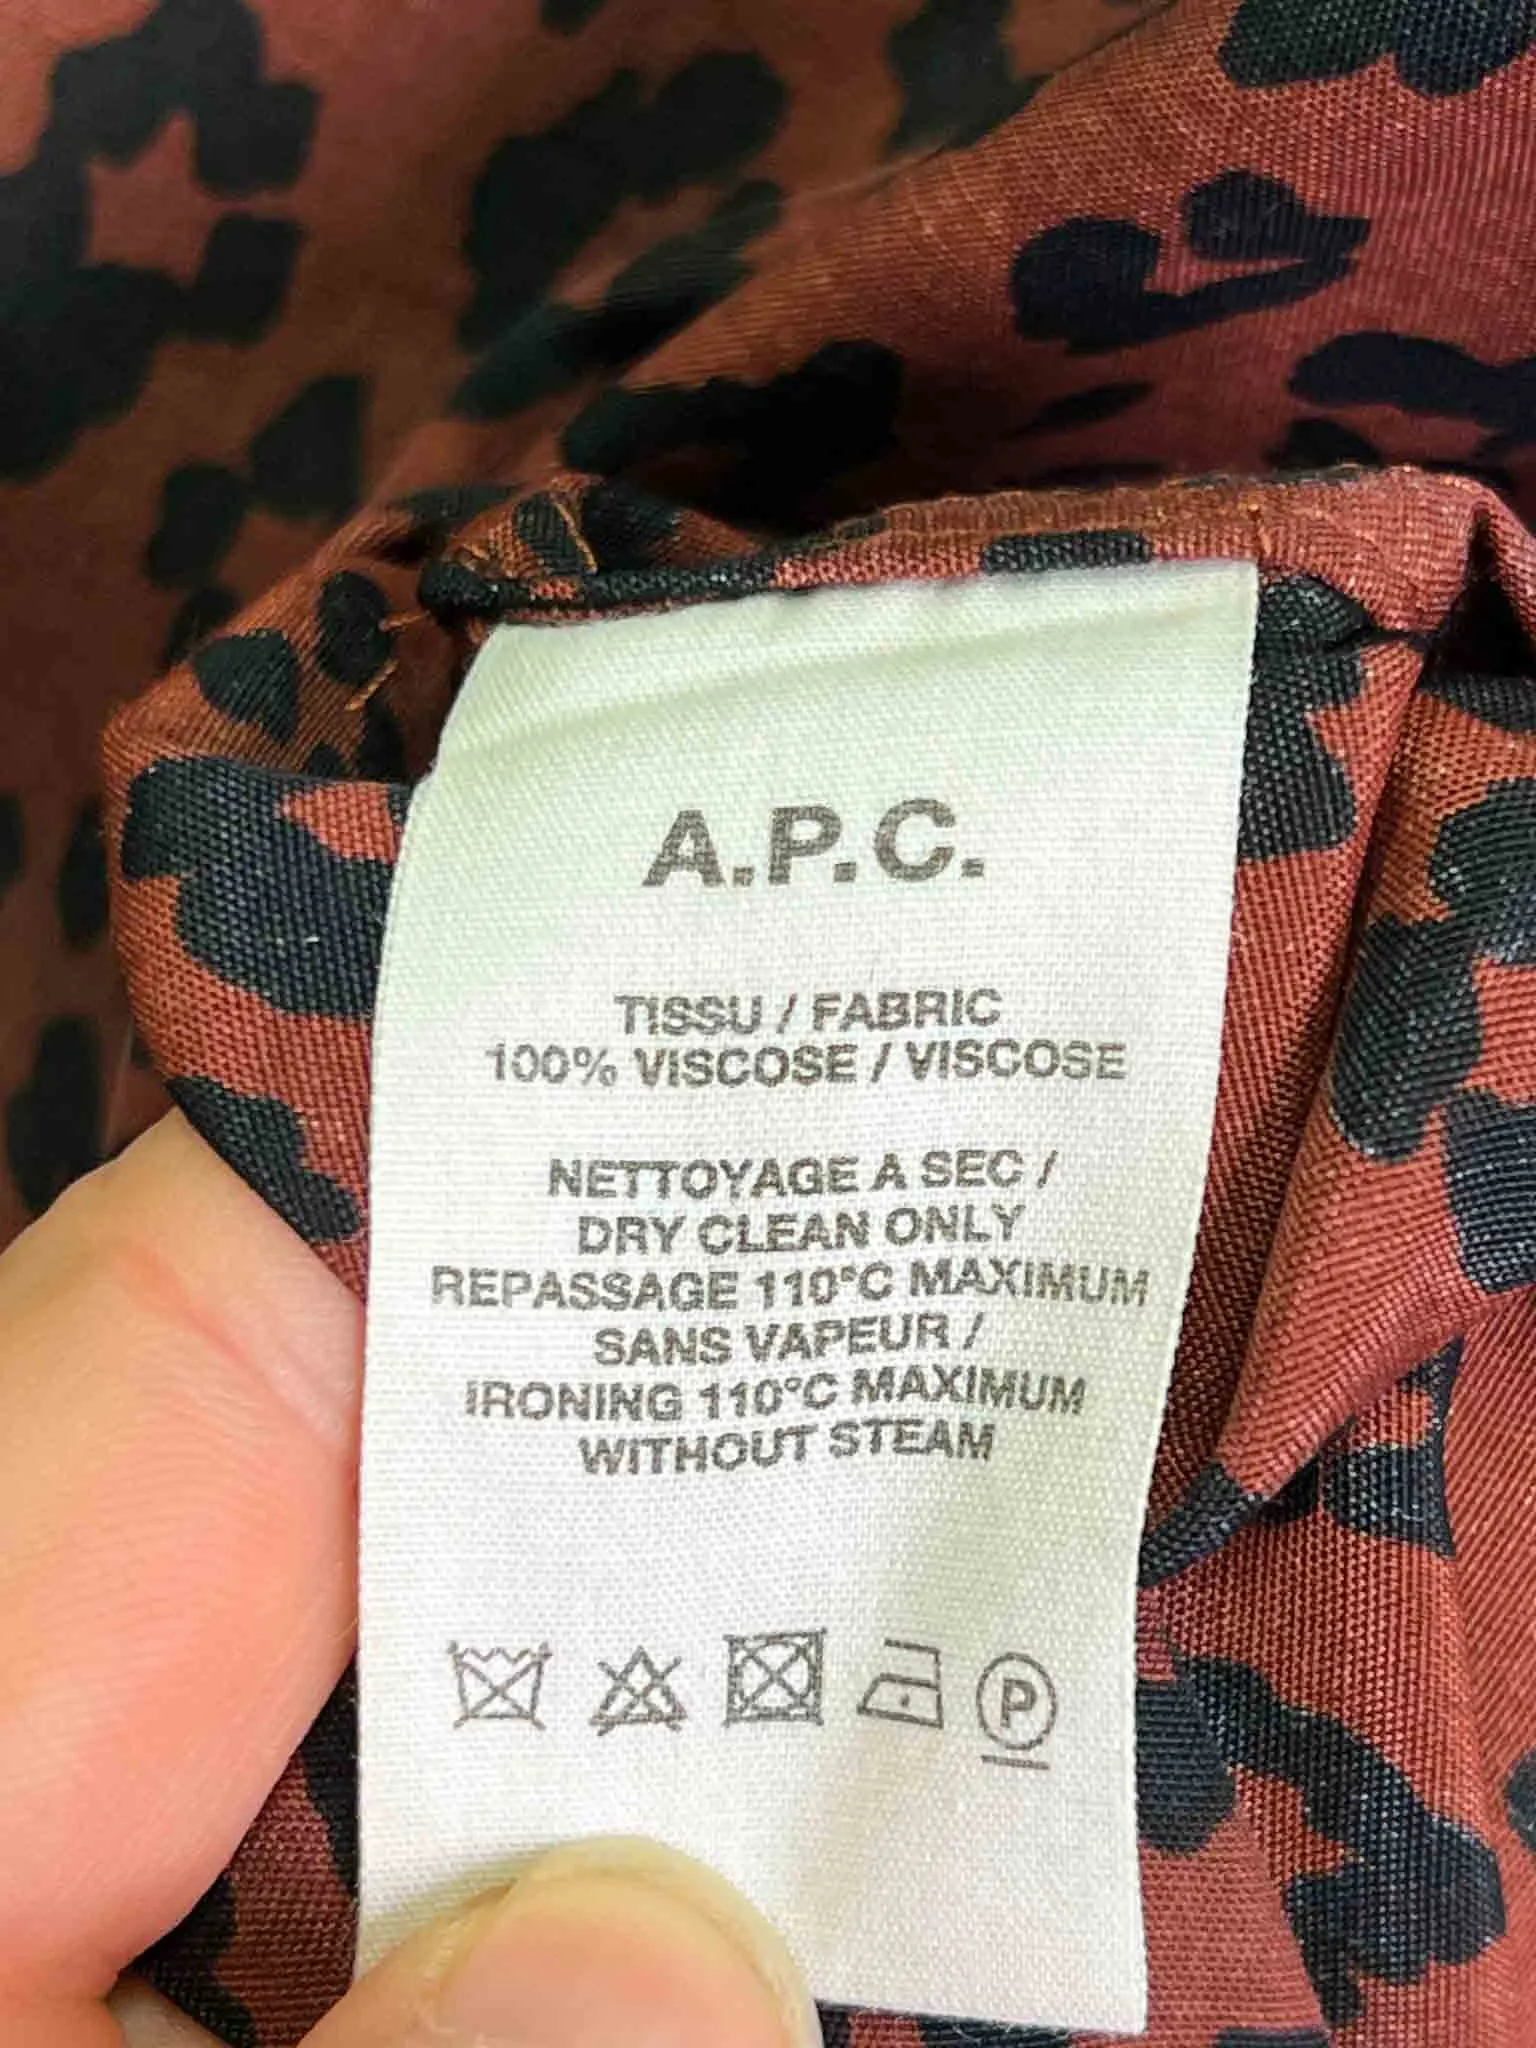 A.P.C.
TISSU / FABRIC
100% VISCOSE / VISCOSE
NETTOYAGE A SEC /
DRY CLEAN ONLY
REPASSAGE 110°C MAXIMUM
SANS VAPEUR /
IRONING 110°C MAXIMUM
WITHOUT STEAM
P